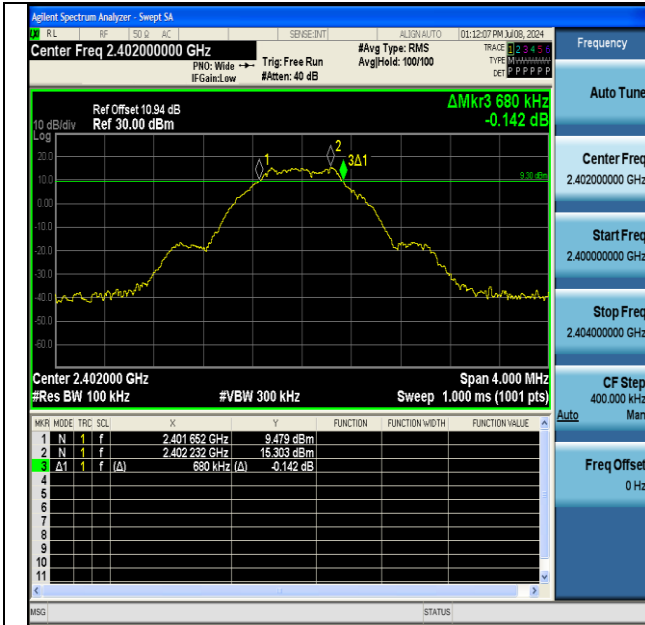 Agilent Spectrum Analyzer - Swept SA
RL RF 50 Ω AC SENSE:INT ALIGN AUTO 01:12:07 PM Jul 08, 2024
Center Freq 2.402000000 GHz
PNO: Wide
IFGain:Low
Trig: Free Run
#Atten: 40 dB
#Avg Type: RMS
Avg|Hold: 100/100
TRACE 1 2 3 4 5 6
TYPE
DET P P P P P P
ΔMkr3 680 kHz
-0.142 dB
Ref Offset 10.94 dB
10 dB/div Ref 30.00 dBm
Log
20.0
10.0
0.00
-10.0
-20.0
-30.0
-40.0
-50.0
-60.0
1
2
3Δ1
9.30 dBm
Center 2.402000 GHz Span 4.000 MHz
#Res BW 100 kHz #VBW 300 kHz Sweep 1.000 ms (1001 pts)
MKR MODE TRC SCL X Y FUNCTION FUNCTION WIDTH FUNCTION VALUE
1 N 1 f 2.401 652 GHz 9.479 dBm
2 N 1 f 2.402 232 GHz 15.303 dBm
3 Δ1 1 f (Δ) 680 kHz (Δ) -0.142 dB
4
5
6
7
8
9
10
11
MSG STATUS
Frequency
Auto Tune
Center Freq
2.402000000 GHz
Start Freq
2.400000000 GHz
Stop Freq
2.404000000 GHz
CF Step
400.000 kHz
Auto Man
Freq Offset
0 Hz